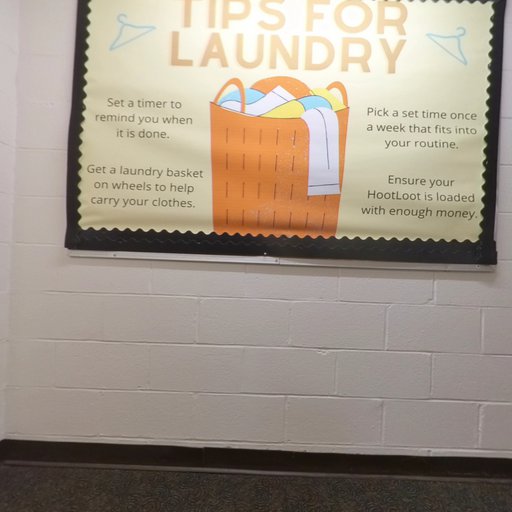 TIPS FOR
LAUNDRY
Set a timer to
remind you when
it is done.
Get a laundry basket
on wheels to help
carry your clothes.
Pick a set time once
a week that fits into
your routine.
Ensure your
HootLoot is loaded
with enough money.